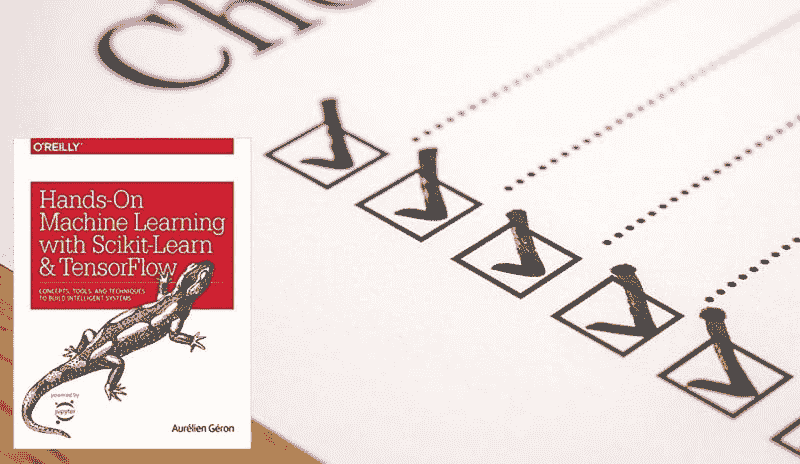 Che
O'REILLY
Hands-On
Machine Learning
with Scikit-Learn
& TensorFlow
CONCEPTS, TOOLS, AND TECHNIQUES
TO BUILD INTELLIGENT SYSTEMS
powered by
jupyter
Aurélien Géron